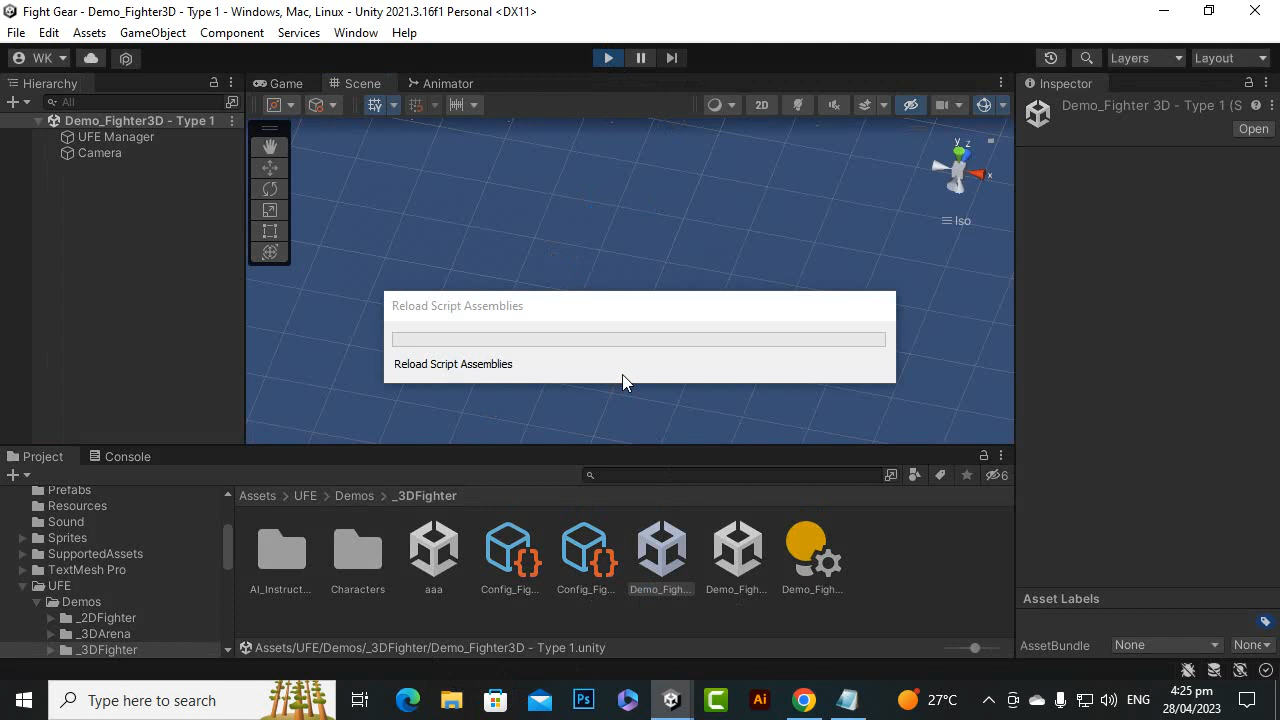 Fight Gear - Demo_Fighter3D - Type 1 - Windows, Mac, Linux - Unity 2021.3.16f1 Personal <DX11>
File Edit Assets GameObject Component Services Window Help
WK Layers Layout
Hierarchy Game Scene Animator Inspector
All 2D Demo_Fighter 3D - Type 1 (S
Demo_Fighter3D - Type 1 Open
UFE Manager
Camera
y z
x
Iso
Reload Script Assemblies
Reload Script Assemblies
Project Console
6
Prefabs
Resources
Sound
Sprites
SupportedAssets
TextMesh Pro
UFE
Demos
_2DFighter
_3DArena
_3DFighter
Assets > UFE > Demos > _3DFighter
AI_Instruct... Characters aaa Config_Fig... Config_Fig... Demo_Figh... Demo_Figh... Demo_Figh...
Assets/UFE/Demos/_3DFighter/Demo_Fighter3D - Type 1.unity
Asset Labels
AssetBundle None None
Type here to search
Ps Ai 27°C ENG
4:25 pm
28/04/2023